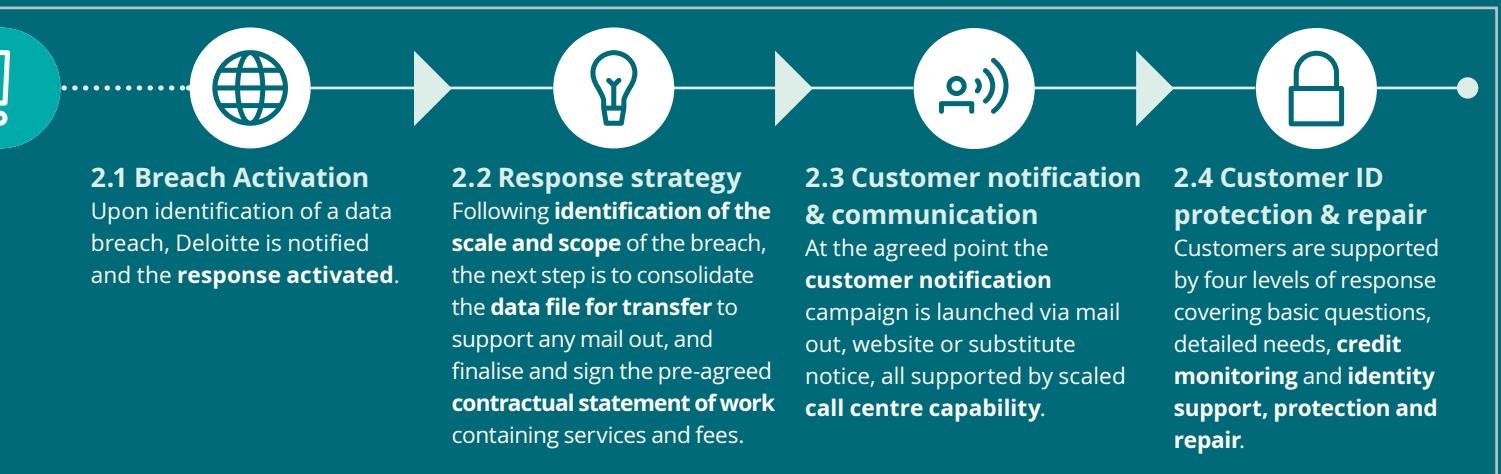 2.1 Breach Activation
Upon identification of a data
breach, Deloitte is notified
and the response activated.
2.2 Response strategy
Following identification of the
scale and scope of the breach,
the next step is to consolidate
the data file for transfer to
support any mail out, and
finalise and sign the pre-agreed
contractual statement of work
containing services and fees.
2.3 Customer notification
& communication
At the agreed point the
customer notification
campaign is launched via mail
out, website or substitute
notice, all supported by scaled
call centre capability.
2.4 Customer ID
protection & repair
Customers are supported
by four levels of response
covering basic questions,
detailed needs, credit
monitoring and identity
support, protection and
repair.